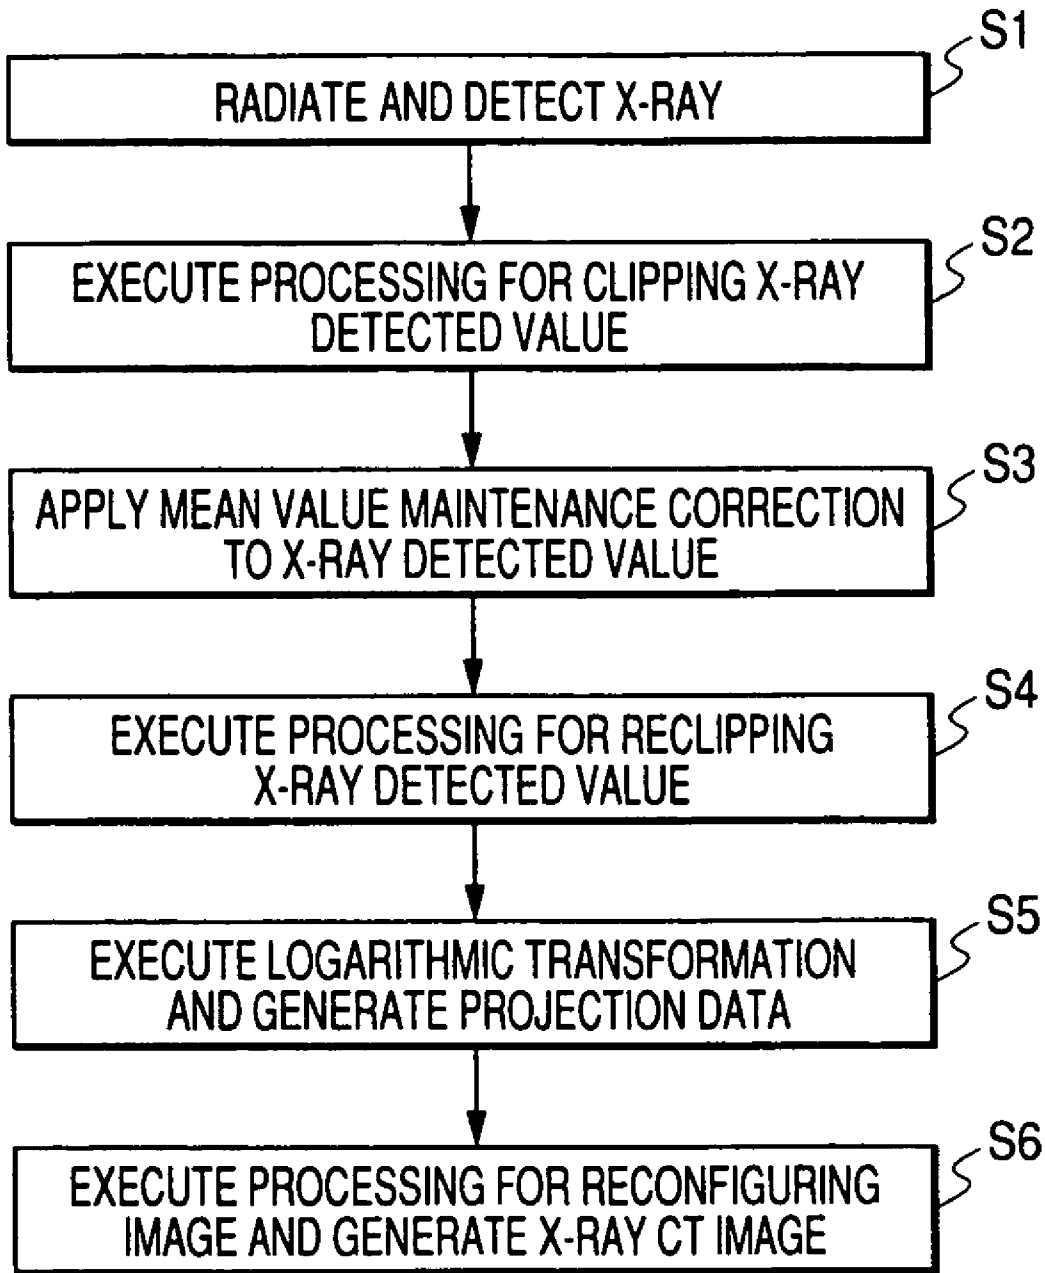 S1
RADIATE AND DETECT X-RAY
S2
EXECUTE PROCESSING FOR CLIPPING X-RAY
DETECTED VALUE
S3
APPLY MEAN VALUE MAINTENANCE CORRECTION
TO X-RAY DETECTED VALUE
S4
EXECUTE PROCESSING FOR RECLIPPING
X-RAY DETECTED VALUE
S5
EXECUTE LOGARITHMIC TRANSFORMATION
AND GENERATE PROJECTION DATA
S6
EXECUTE PROCESSING FOR RECONFIGURING
IMAGE AND GENERATE X-RAY CT IMAGE